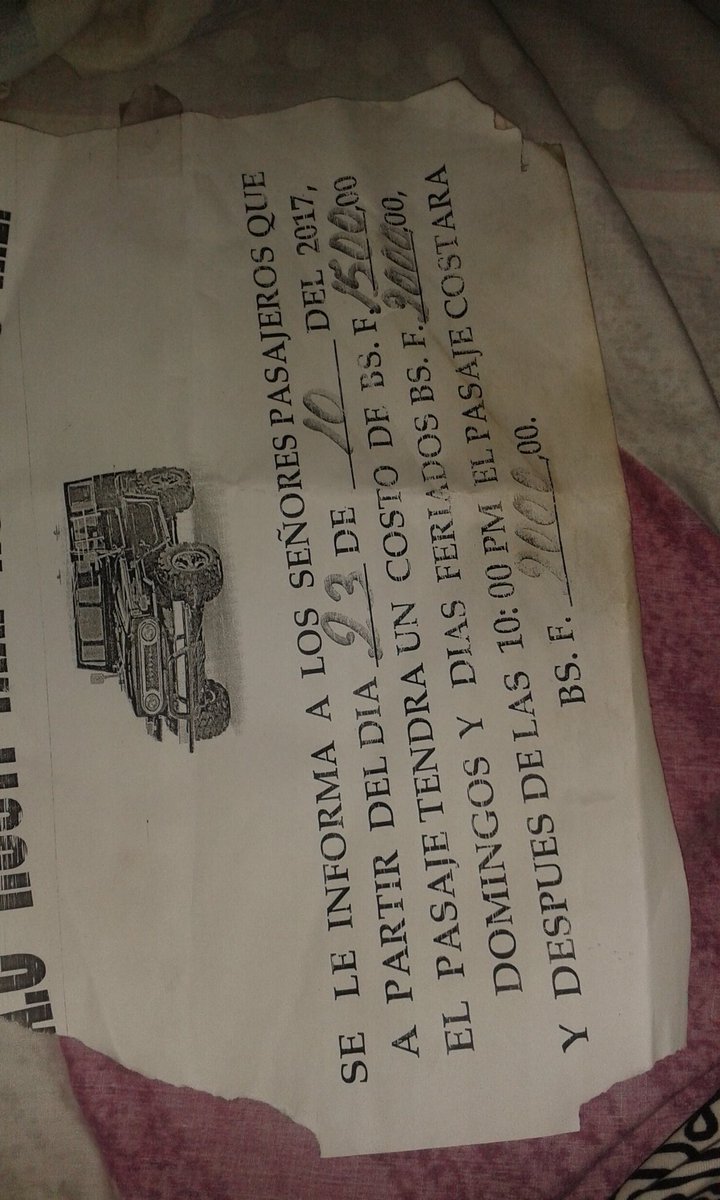 SE LE INFORMA A LOS SEÑORES PASAJEROS QUE
A PARTIR DEL DIA 23 DE 10 DEL 2017,
EL PASAJE TENDRA UN COSTO DE BS. F. 1500,00
DOMINGOS Y DIAS FERIADOS BS. F. 2000,00,
Y DESPUES DE LAS 10: 00 PM EL PASAJE COSTARA
BS. F. 2000,00.